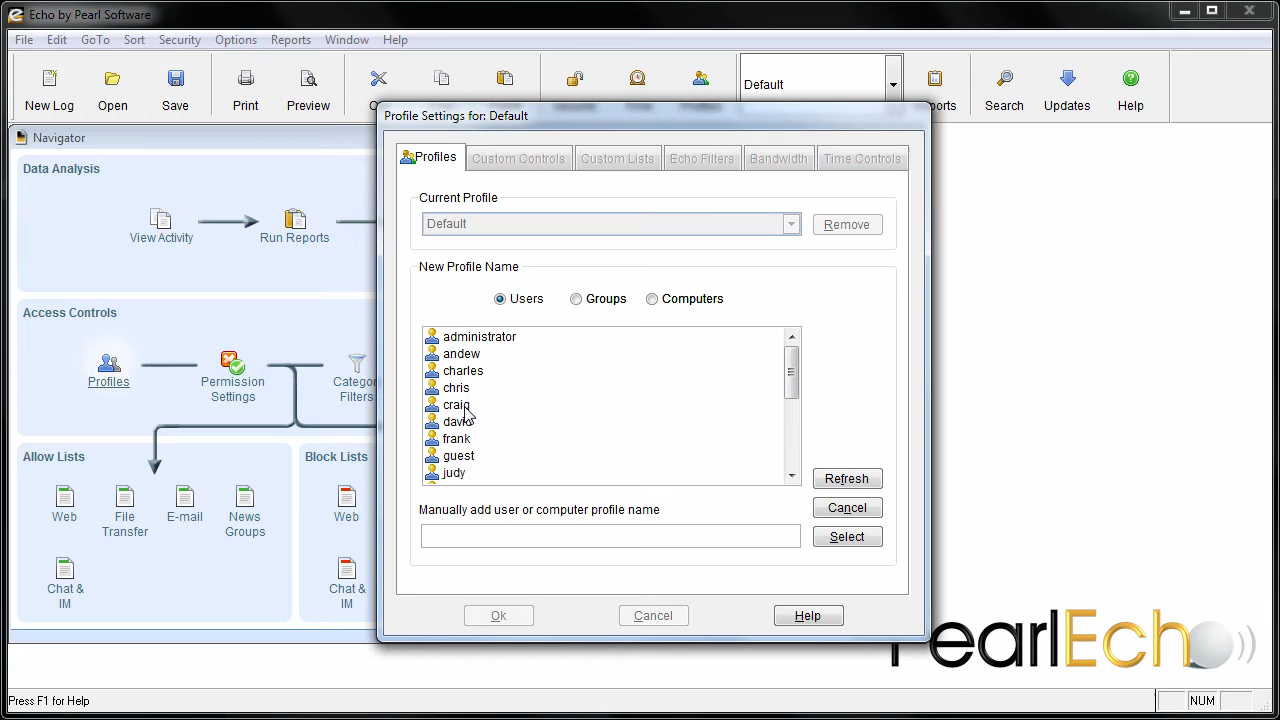 Echo by Pearl Software
File Edit GoTo Sort Security Options Reports Window Help
New Log Open Save Print Preview Default Search Updates Help
Navigator
Data Analysis
View Activity Run Reports
Access Controls
Profiles Permission Settings Filters
Allow Lists
Web File Transfer E-mail News Groups
Chat & IM
Block Lists
Web
Chat & IM
Profile Settings for: Default
Profiles Custom Controls Custom Lists Echo Filters Bandwidth Time Controls
Current Profile
Default Remove
New Profile Name
Users Groups Computers
administrator
andew
charles
chris
craig
david
frank
guest
judy
Refresh
Manually add user or computer profile name
Cancel
Select
Ok Cancel Help
PearlEcho
Press F1 for Help NUM